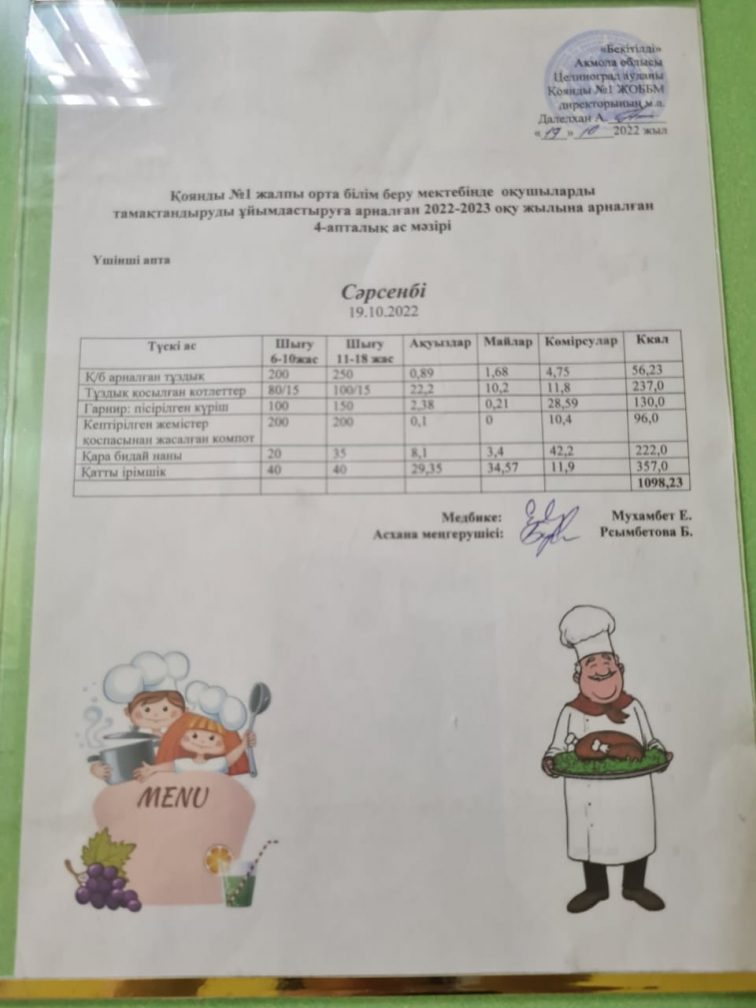 «Бекітілді»
Ақмола облысы
Целиноград ауданы
Қоянды №1 ЖОББМ
директорының м.а.
Далелхан А.
«19» 10 2022 жыл
Қоянды №1 жалпы орта білім беру мектебінде оқушыларды
тамақтандыруды ұйымдастыруға арналған 2022-2023 оқу жылына арналған
4-апталық ас мәзірі
Үшінші апта
Сәрсенбі
19.10.2022
Түскі ас Шығу 6-10жас Шығу 11-18 жас Ақуыздар Майлар Көмірсулар Ккал
Қ/б арналған тұздық 200 250 0,89 1,68 4,75 56,23
Тұздық қосылған котлеттер 80/15 100/15 22,2 10,2 11,8 237,0
Гарнир: пісірілген күріш 100 150 2,38 0,21 28,59 130,0
Кептірілген жемістер 200 200 0,1 0 10,4 96,0
қоспасынан жасалған компот
Қара бидай наны 20 35 8,1 3,4 42,2 222,0
Қатты ірімшік 40 40 29,35 34,57 11,9 357,0
1098,23
Медбике: Мухамбет Е.
Асхана меңгерушісі: Рсымбетова Б.
MENU